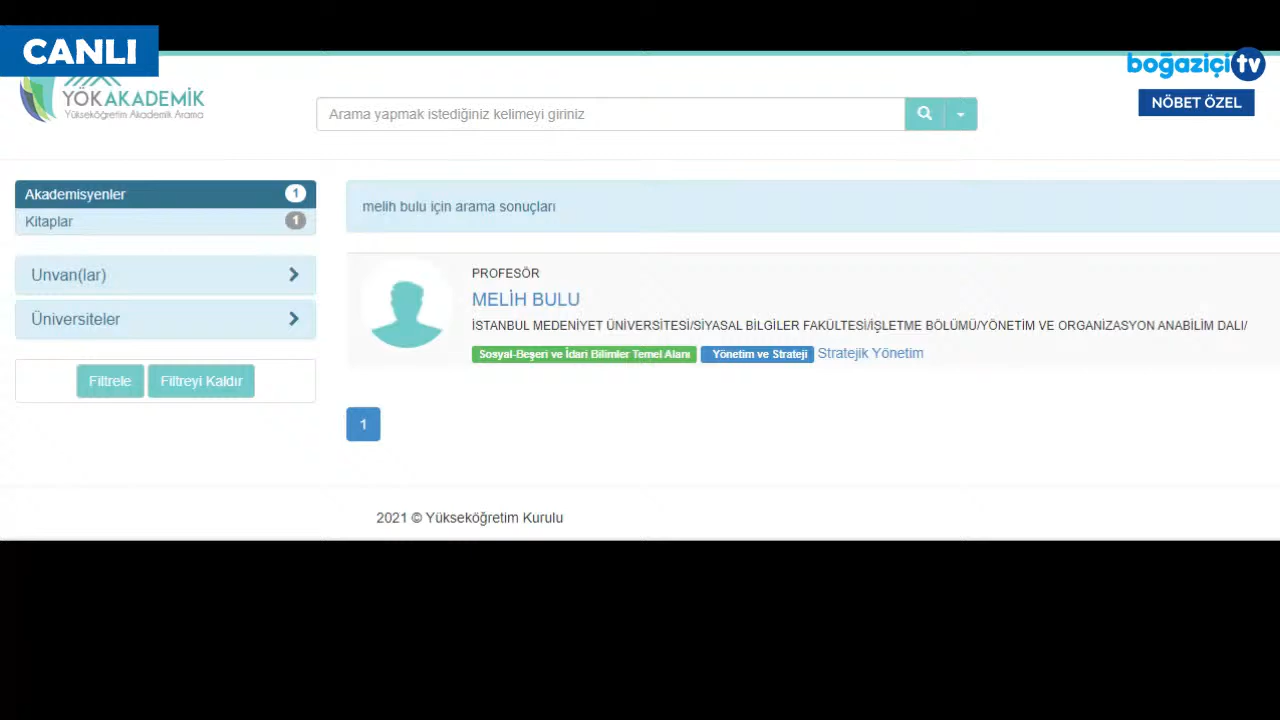 CANLI
boğaziçi tv
NÖBET ÖZEL
YÖKAKADEMİK
Yükseköğretim Akademik Arama
Arama yapmak istediğiniz kelimeyi giriniz
Akademisyenler 1
Kitaplar 1
Unvan(lar)
Üniversiteler
Filtrele Filtreyi Kaldır
melih bulu için arama sonuçları
PROFESÖR
MELİH BULU
İSTANBUL MEDENİYET ÜNİVERSİTESİ/SİYASAL BİLGİLER FAKÜLTESİ/İŞLETME BÖLÜMÜ/YÖNETİM VE ORGANİZASYON ANABİLİM DALI/
Sosyal-Beşeri ve İdari Bilimler Temel Alanı Yönetim ve Strateji Stratejik Yönetim
1
2021 © Yükseköğretim Kurulu